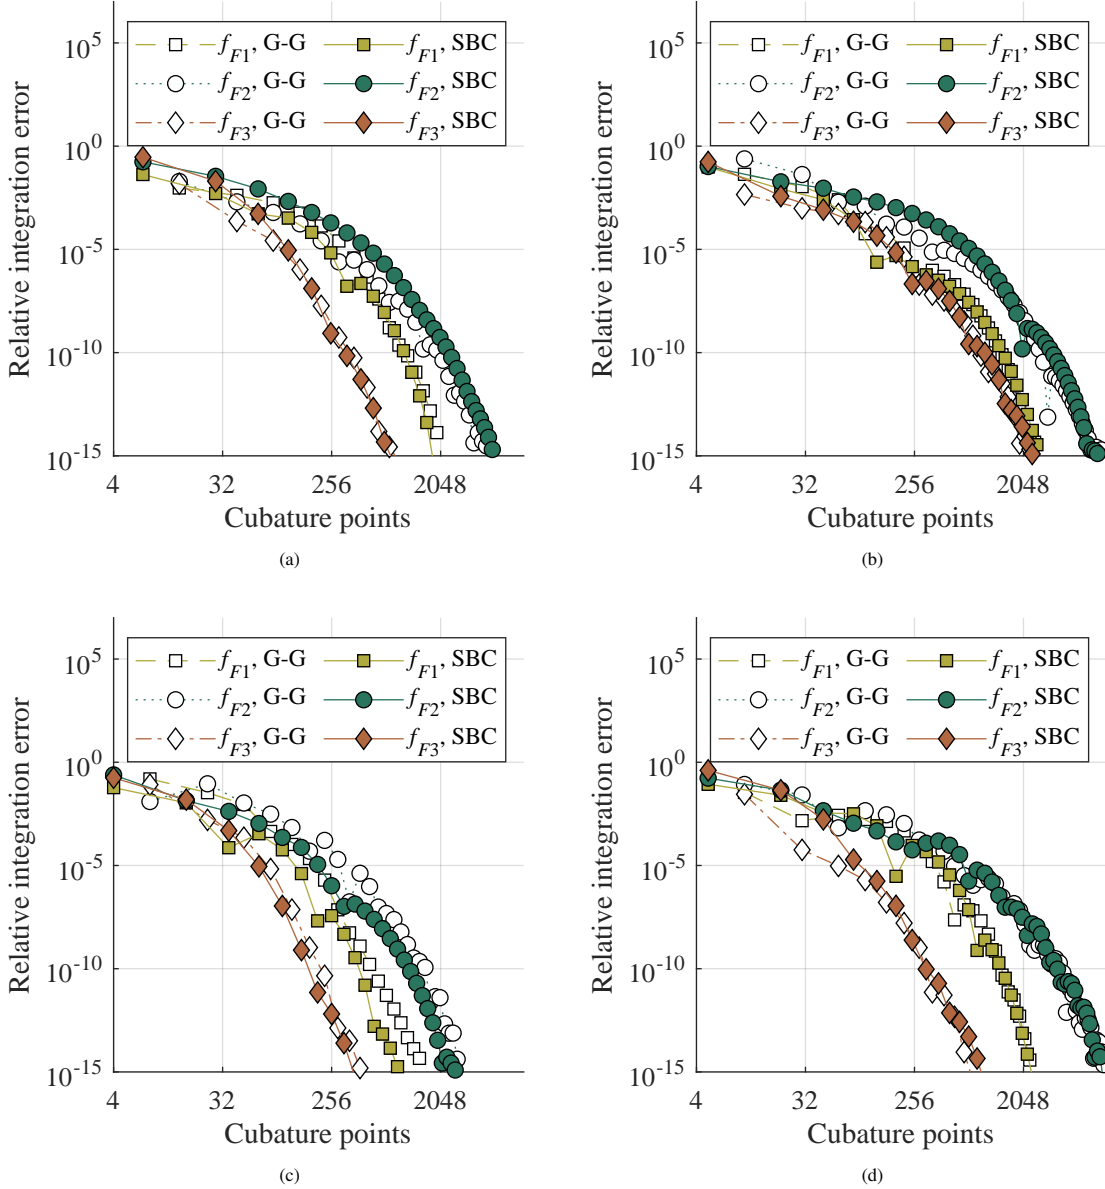 10^5
10^0
10^-5
10^-10
10^-15
Relative integration error
f_F1, G-G
f_F1, SBC
f_F2, G-G
f_F2, SBC
f_F3, G-G
f_F3, SBC
4
32
256
2048
Cubature points
(a)
10^5
10^0
10^-5
10^-10
10^-15
Relative integration error
f_F1, G-G
f_F1, SBC
f_F2, G-G
f_F2, SBC
f_F3, G-G
f_F3, SBC
4
32
256
2048
Cubature points
(b)
10^5
10^0
10^-5
10^-10
10^-15
Relative integration error
f_F1, G-G
f_F1, SBC
f_F2, G-G
f_F2, SBC
f_F3, G-G
f_F3, SBC
4
32
256
2048
Cubature points
(c)
10^5
10^0
10^-5
10^-10
10^-15
Relative integration error
f_F1, G-G
f_F1, SBC
f_F2, G-G
f_F2, SBC
f_F3, G-G
f_F3, SBC
4
32
256
2048
Cubature points
(d)